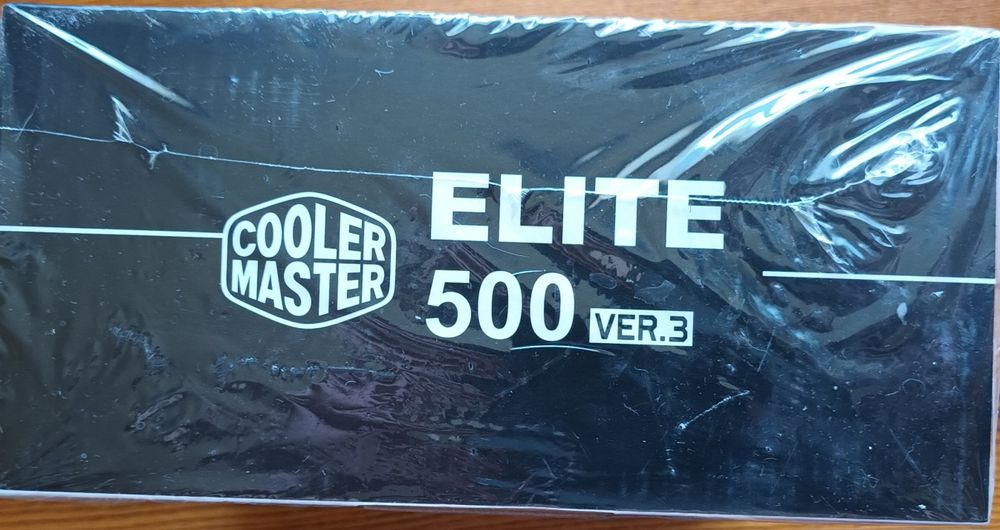 COOLER
MASTER
ELITE
500 VER.3